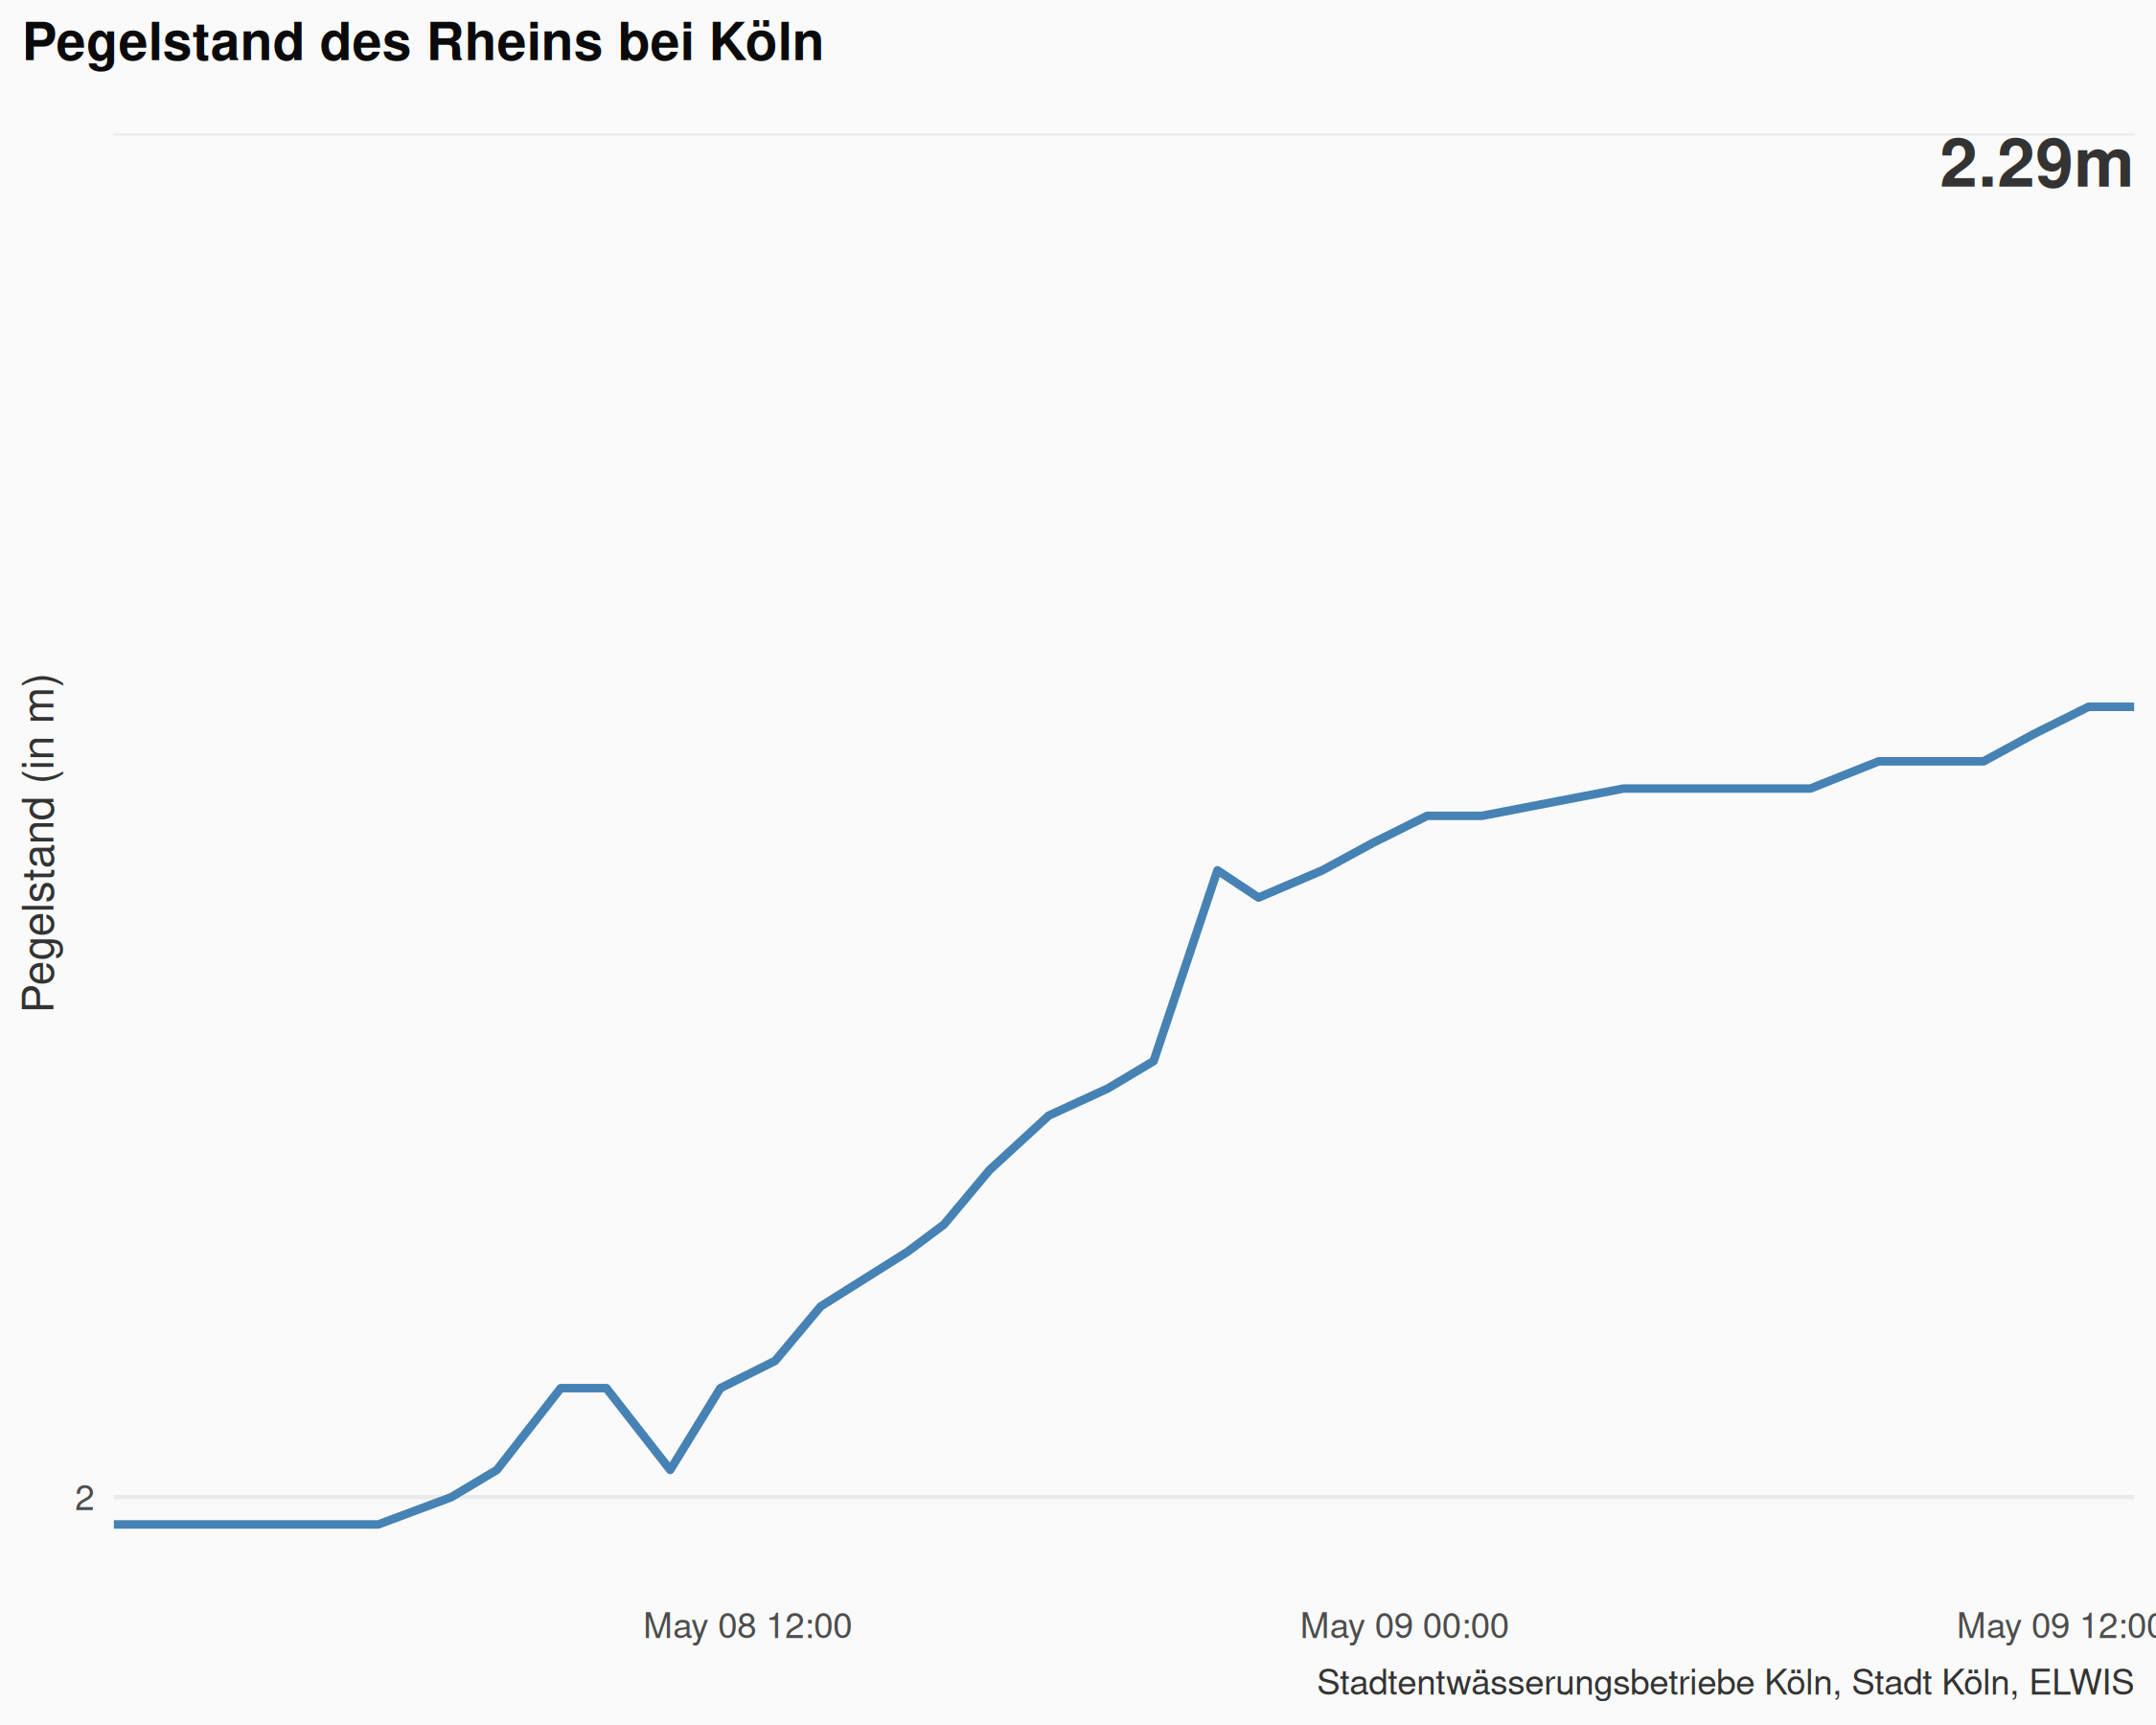 Pegelstand des Rheins bei Köln
2.29m
Pegelstand (in m)
2
May 08 12:00
May 09 00:00
May 09 12:00
Stadtentwässerungsbetriebe Köln, Stadt Köln, ELWIS